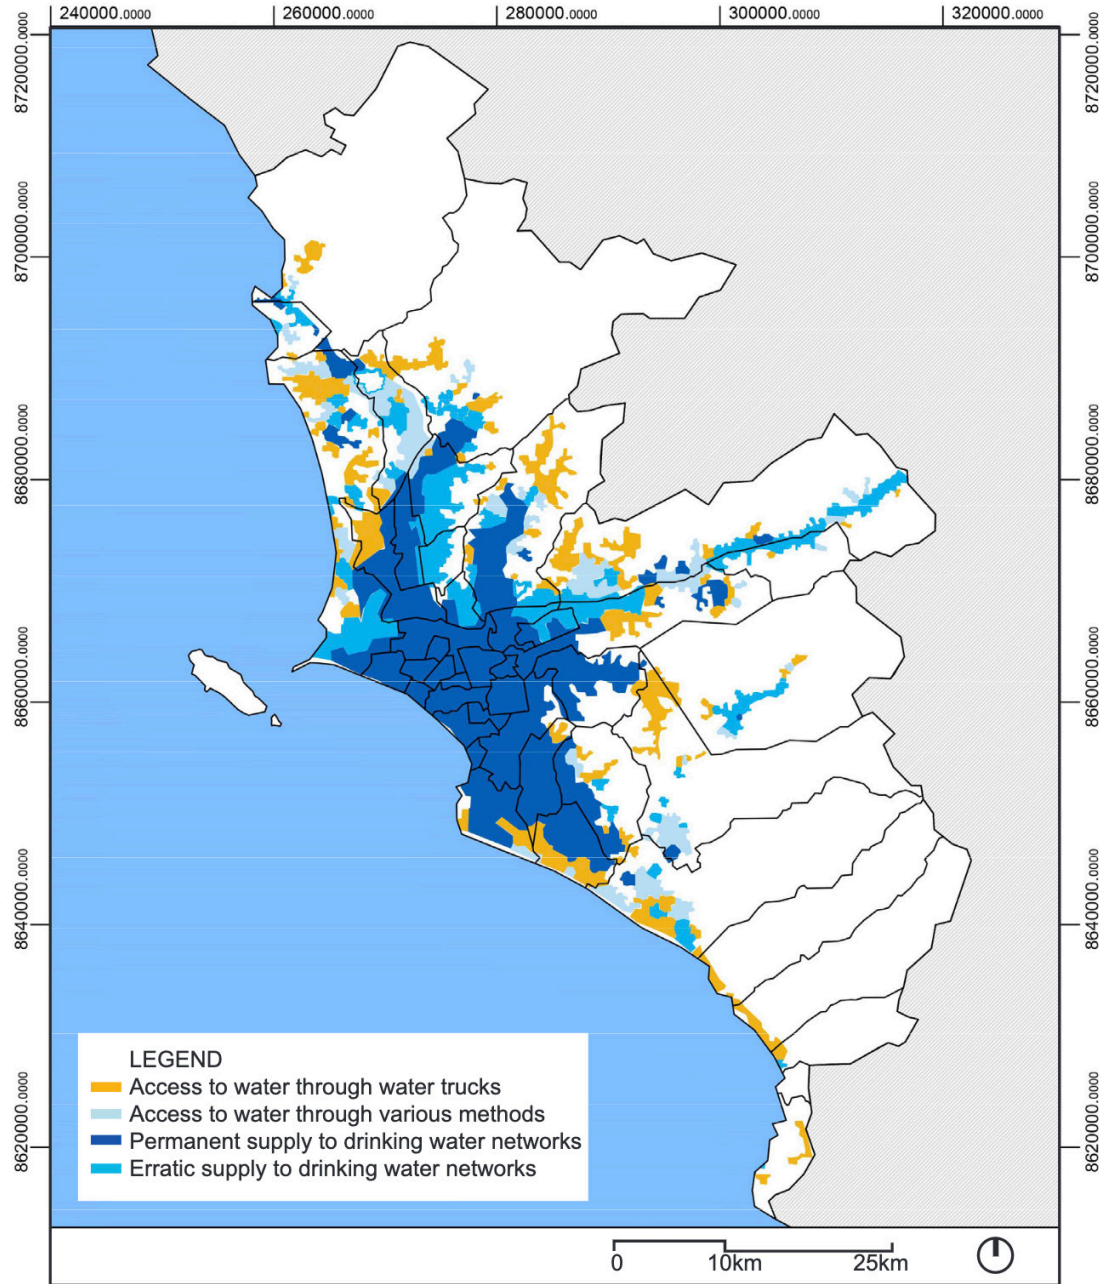 240000.0000 260000.0000 280000.0000 300000.0000 320000.0000
8720000.0000 8720000.0000
8700000.0000 8700000.0000
8680000.0000 8680000.0000
8660000.0000 8660000.0000
8640000.0000 8640000.0000
8620000.0000 8620000.0000
LEGEND
Access to water through water trucks
Access to water through various methods
Permanent supply to drinking water networks
Erratic supply to drinking water networks
0 10km 25km